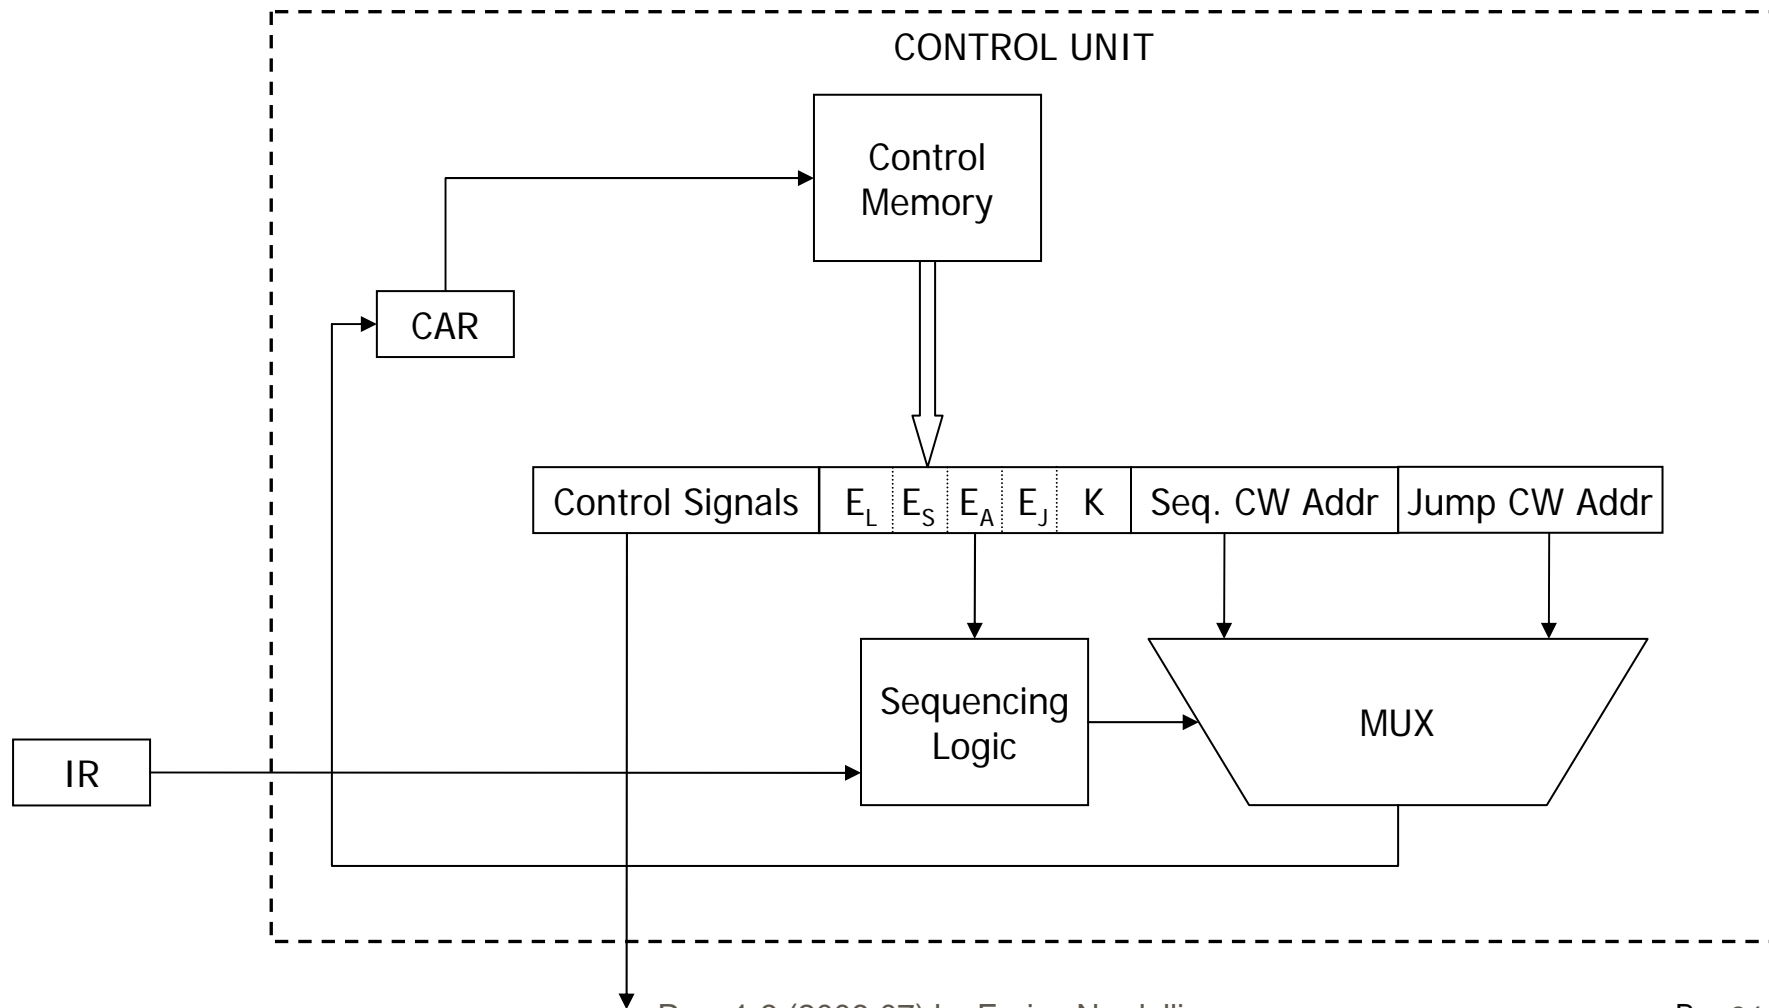 CONTROL UNIT
Control
Memory
CAR
Control Signals E_L E_S E_A E_J K Seq. CW Addr Jump CW Addr
Sequencing
Logic
MUX
IR